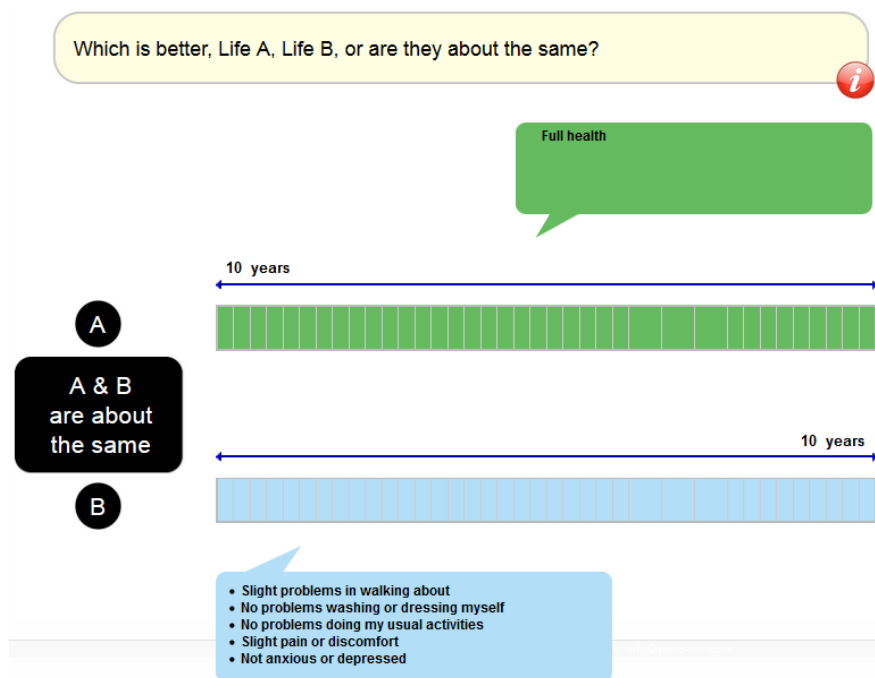 Which is better, Life A, Life B, or are they about the same?
i
Full health
10 years
A
A & B
are about
the same
10 years
B
• Slight problems in walking about
• No problems washing or dressing myself
• No problems doing my usual activities
• Slight pain or discomfort
• Not anxious or depressed